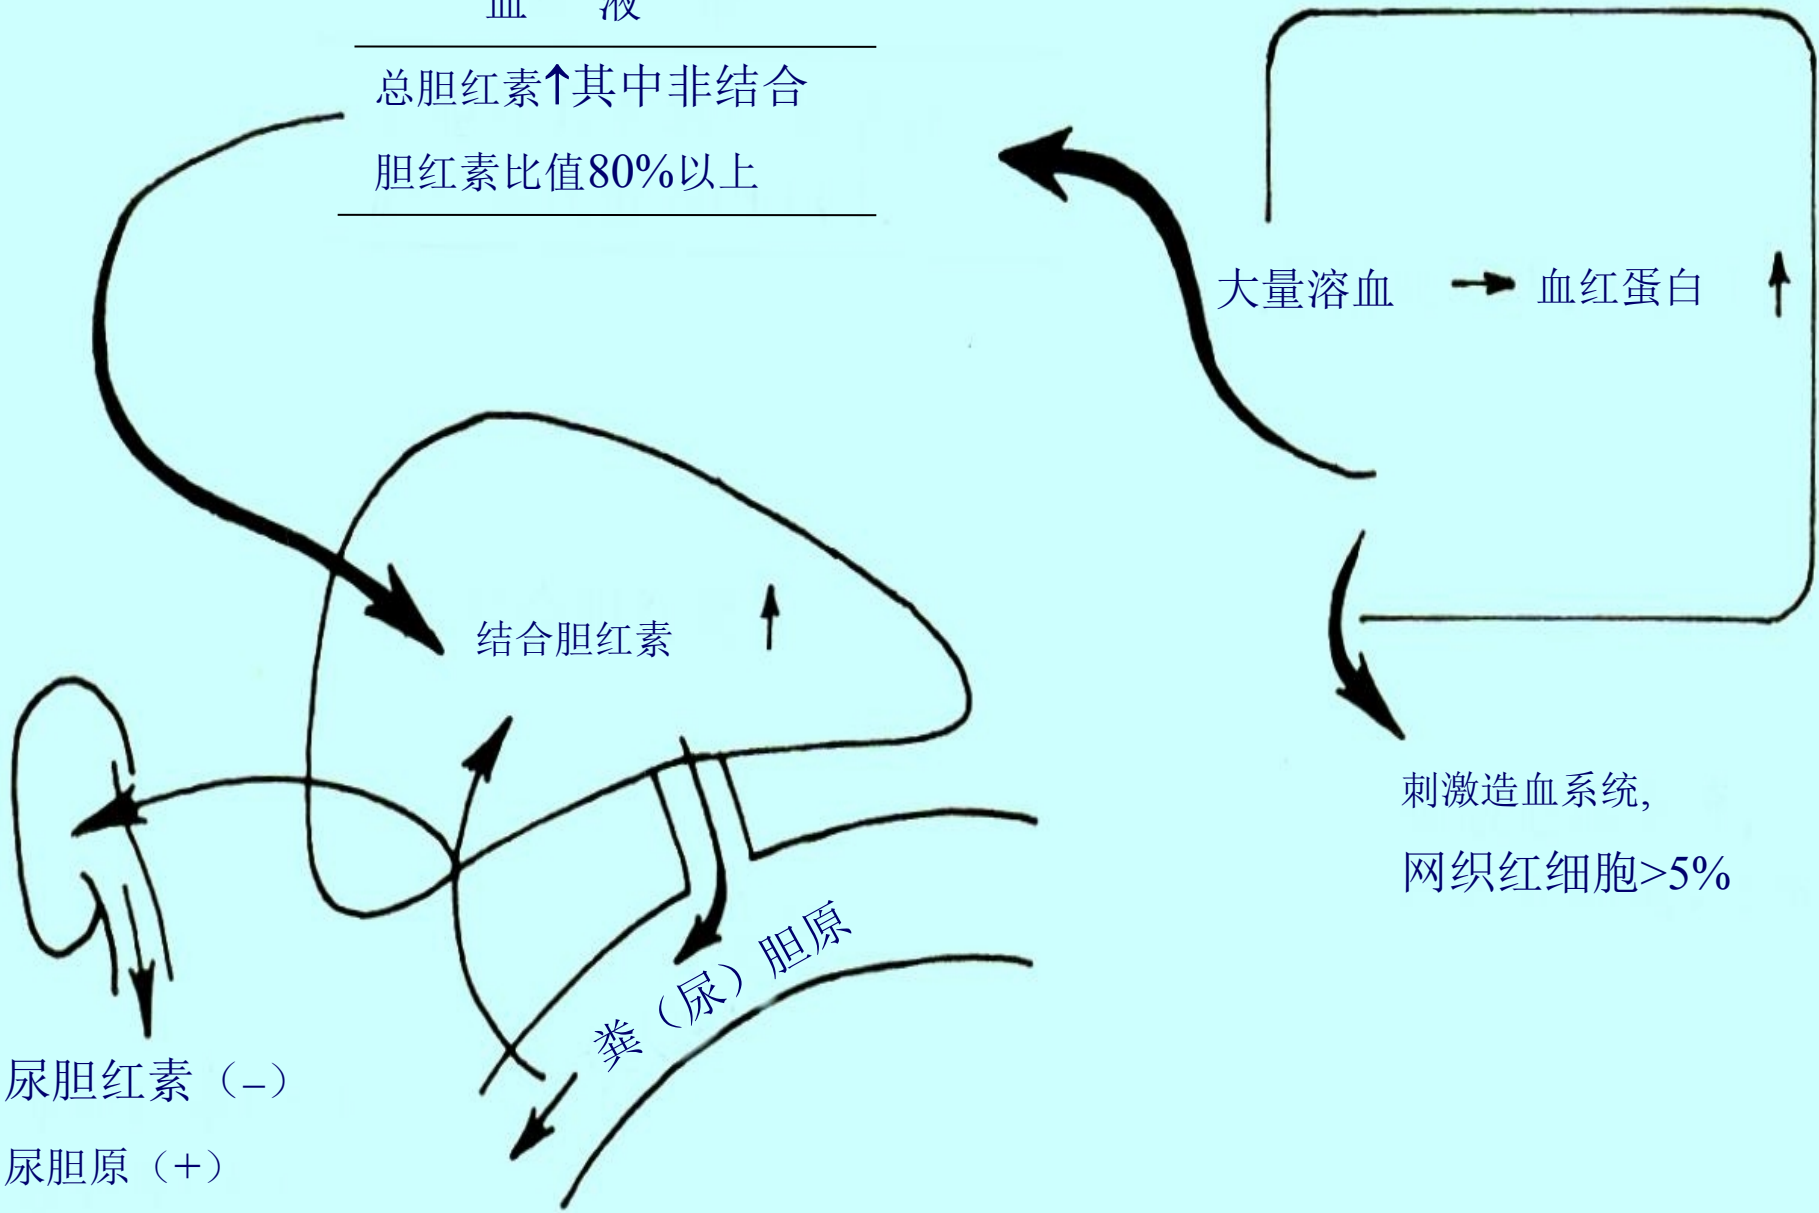 血 液
总胆红素↑其中非结合
胆红素比值80%以上
大量溶血 → 血红蛋白 ↑
结合胆红素 ↑
刺激造血系统,
网织红细胞>5%
粪（尿）胆原
尿胆红素（–）
尿胆原（+）